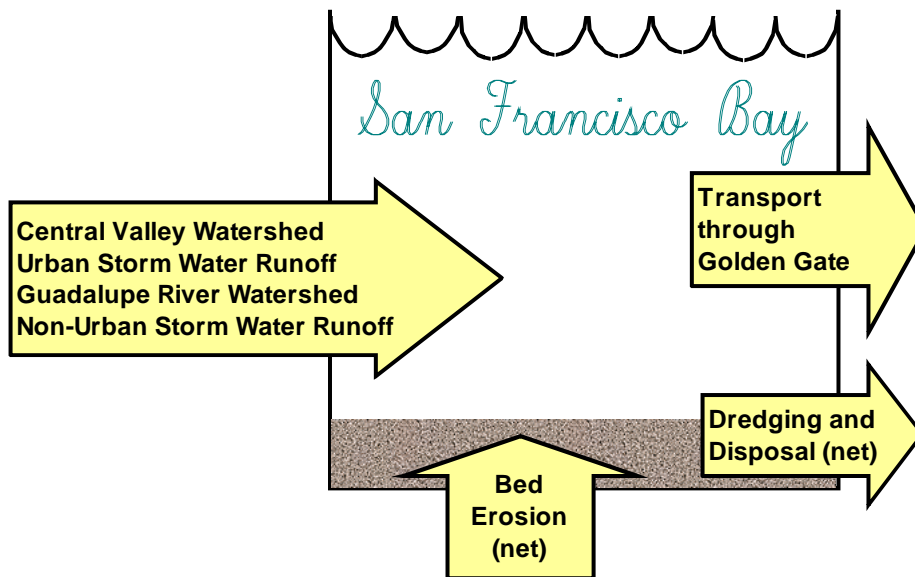 San Francisco Bay
Central Valley Watershed
Urban Storm Water Runoff
Guadalupe River Watershed
Non-Urban Storm Water Runoff
Transport
through
Golden Gate
Dredging and
Disposal (net)
Bed
Erosion
(net)